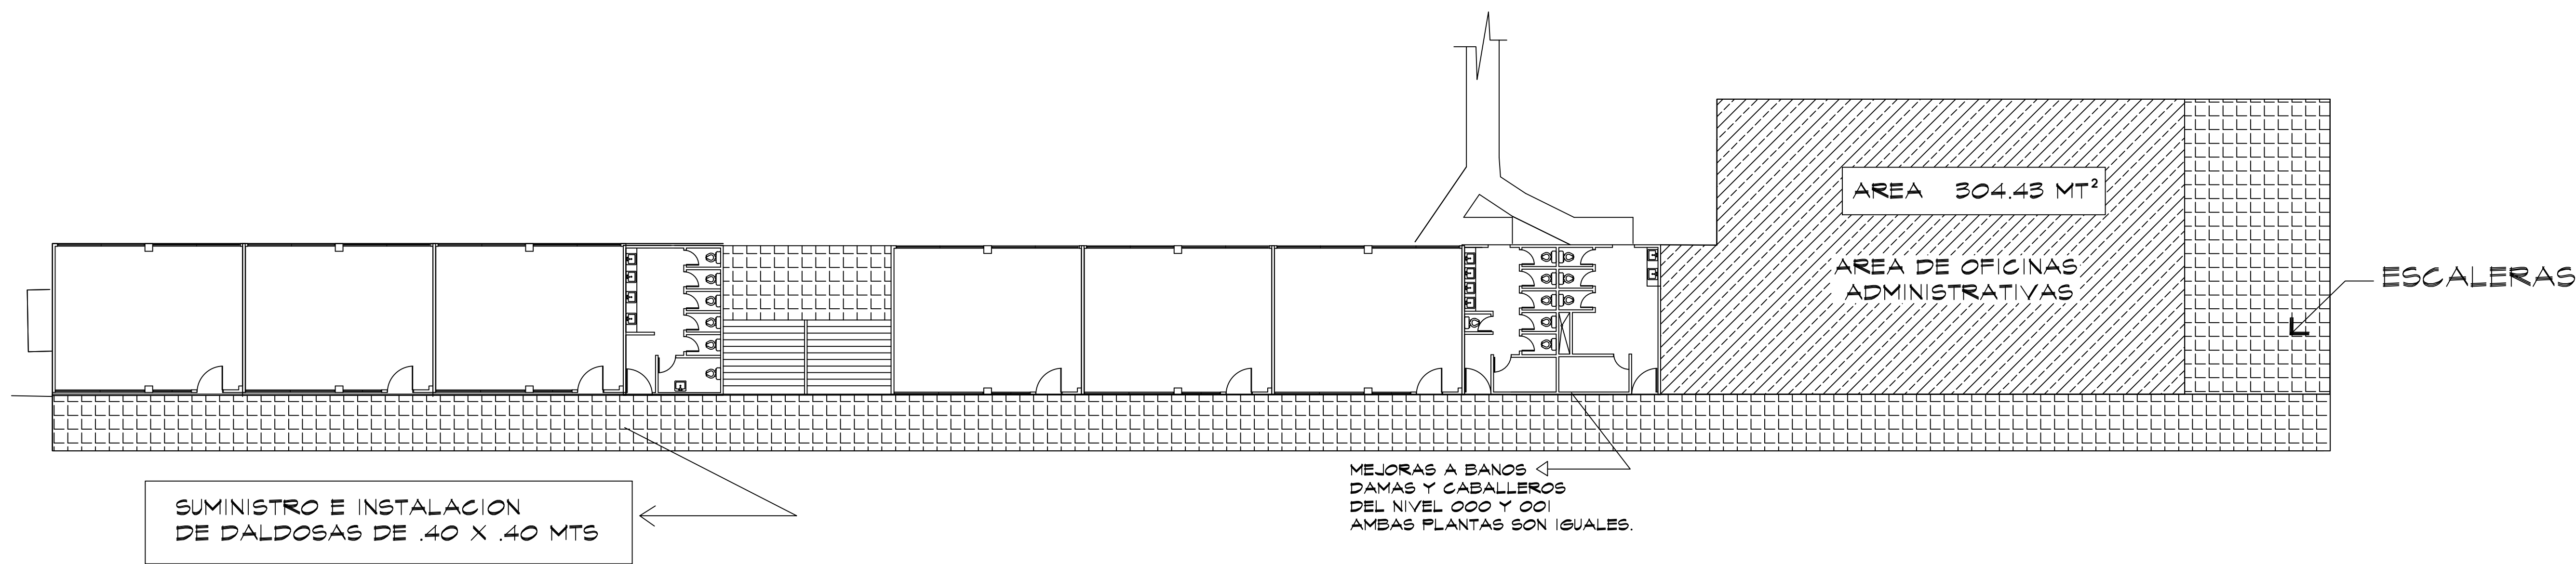 AREA 304.43 MT²
AREA DE OFICINAS
ADMINISTRATIVAS
ESCALERAS
MEJORAS A BANOS
DAMAS Y CABALLEROS
DEL NIVEL 000 Y 001
AMBAS PLANTAS SON IGUALES.
SUMINISTRO E INSTALACION
DE DALDOSAS DE .40 X .40 MTS